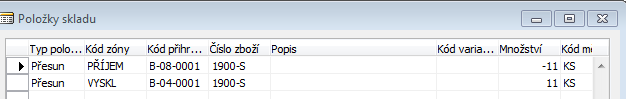 Položky skladu
Typ polo... Kód zóny Kód přihr... Číslo zboží Popis Kód varia... Množství Kód mě
Přesun PŘÍJEM B-08-0001 1900-S -11 KS
Přesun VYSKL B-04-0001 1900-S 11 KS